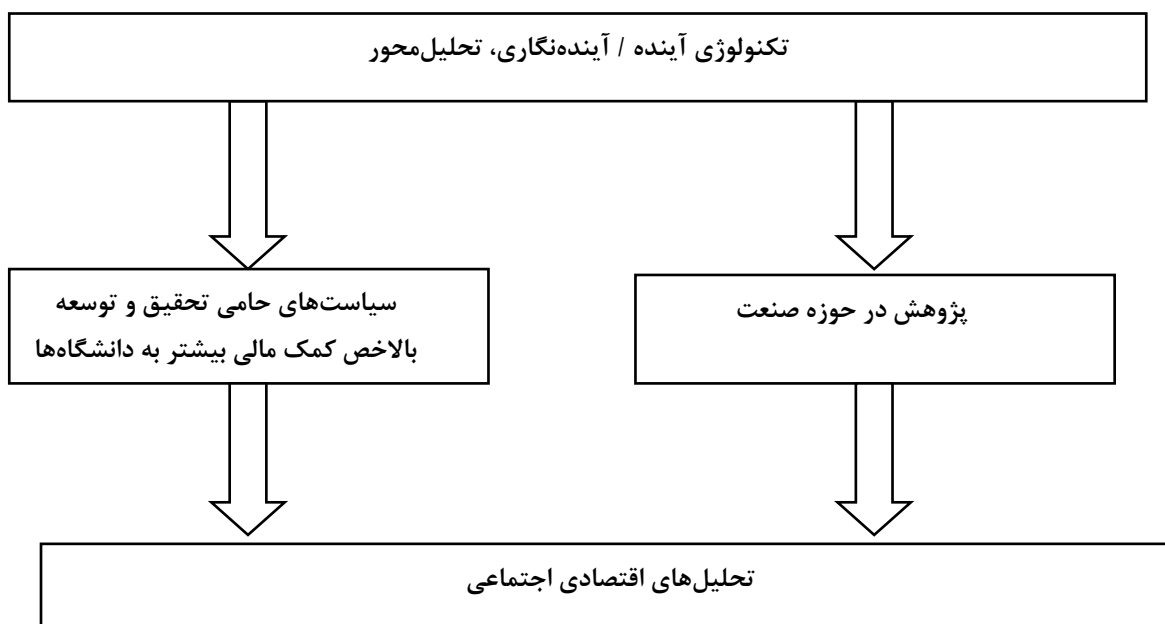 تکنولوژی آینده / آینده‌نگاری، تحلیل‌محور
پژوهش در حوزه صنعت
سیاست‌های حامی تحقیق و توسعه
بالاخص کمک مالی بیشتر به دانشگاه‌ها
تحلیل‌های اقتصادی اجتماعی